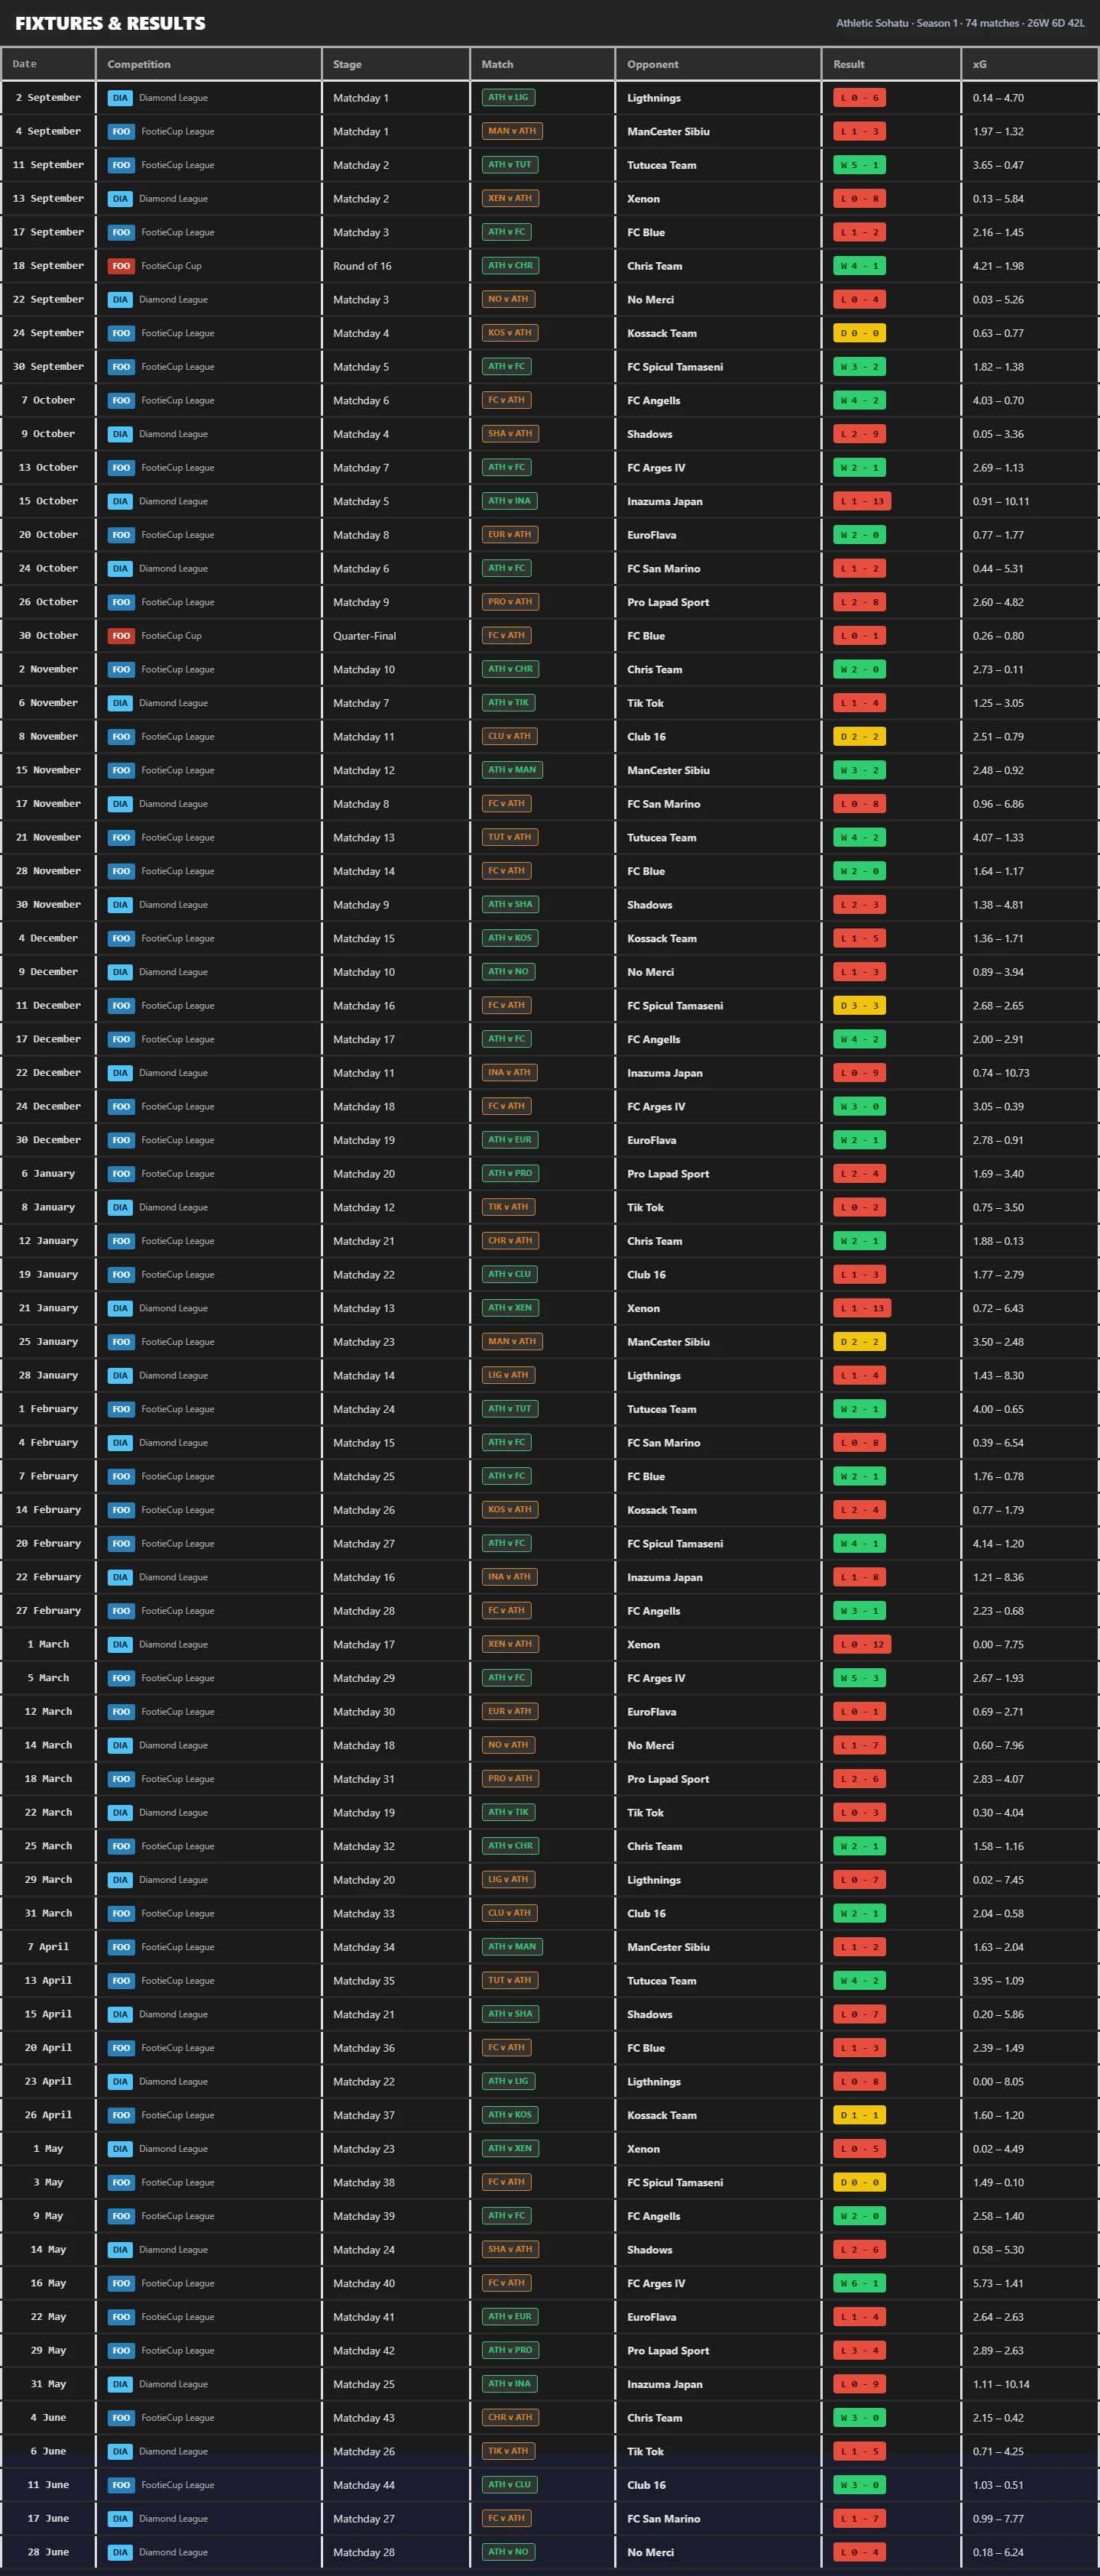 FIXTURES & RESULTS
Athletic Sohatu · Season 1 · 74 matches · 26W 6D 42L
Date Competition Stage Match Opponent Result xG
2 September DIA Diamond League Matchday 1 ATH v LIG Ligthnings L 0 - 6 0.14 – 4.70
4 September FOO FootieCup League Matchday 1 MAN v ATH ManCester Sibiu L 1 - 3 1.97 – 1.32
11 September FOO FootieCup League Matchday 2 ATH v TUT Tutucea Team W 5 - 1 3.65 – 0.47
13 September DIA Diamond League Matchday 2 XEN v ATH Xenon L 0 - 8 0.13 – 5.84
17 September FOO FootieCup League Matchday 3 ATH v FC FC Blue L 1 - 2 2.16 – 1.45
18 September FOO FootieCup Cup Round of 16 ATH v CHR Chris Team W 4 - 1 4.21 – 1.98
22 September DIA Diamond League Matchday 3 NO v ATH No Merci L 0 - 4 0.03 – 5.26
24 September FOO FootieCup League Matchday 4 KOS v ATH Kossack Team D 0 - 0 0.63 – 0.77
30 September FOO FootieCup League Matchday 5 ATH v FC FC Spicul Tamaseni W 3 - 2 1.82 – 1.38
7 October FOO FootieCup League Matchday 6 FC v ATH FC Angells W 4 - 2 4.03 – 0.70
9 October DIA Diamond League Matchday 4 SHA v ATH Shadows L 2 - 9 0.05 – 3.36
13 October FOO FootieCup League Matchday 7 ATH v FC FC Arges IV W 2 - 1 2.69 – 1.13
15 October DIA Diamond League Matchday 5 ATH v INA Inazuma Japan L 1 - 13 0.91 – 10.11
20 October FOO FootieCup League Matchday 8 EUR v ATH EuroFlava W 2 - 0 0.77 – 1.77
24 October DIA Diamond League Matchday 6 ATH v FC FC San Marino L 1 - 2 0.44 – 5.31
26 October FOO FootieCup League Matchday 9 PRO v ATH Pro Lapad Sport L 2 - 8 2.60 – 4.82
30 October FOO FootieCup Cup Quarter-Final FC v ATH FC Blue L 0 - 1 0.26 – 0.80
2 November FOO FootieCup League Matchday 10 ATH v CHR Chris Team W 2 - 0 2.73 – 0.11
6 November DIA Diamond League Matchday 7 ATH v TIK Tik Tok L 1 - 4 1.25 – 3.05
8 November FOO FootieCup League Matchday 11 CLU v ATH Club 16 D 2 - 2 2.51 – 0.79
15 November FOO FootieCup League Matchday 12 ATH v MAN ManCester Sibiu W 3 - 2 2.48 – 0.92
17 November DIA Diamond League Matchday 8 FC v ATH FC San Marino L 0 - 8 0.96 – 6.86
21 November FOO FootieCup League Matchday 13 TUT v ATH Tutucea Team W 4 - 2 4.07 – 1.33
28 November FOO FootieCup League Matchday 14 FC v ATH FC Blue W 2 - 0 1.64 – 1.17
30 November DIA Diamond League Matchday 9 ATH v SHA Shadows L 2 - 3 1.38 – 4.81
4 December FOO FootieCup League Matchday 15 ATH v KOS Kossack Team L 1 - 5 1.36 – 1.71
9 December DIA Diamond League Matchday 10 ATH v NO No Merci L 1 - 3 0.89 – 3.94
11 December FOO FootieCup League Matchday 16 FC v ATH FC Spicul Tamaseni D 3 - 3 2.68 – 2.65
17 December FOO FootieCup League Matchday 17 ATH v FC FC Angells W 4 - 2 2.00 – 2.91
22 December DIA Diamond League Matchday 11 INA v ATH Inazuma Japan L 0 - 9 0.74 – 10.73
24 December FOO FootieCup League Matchday 18 FC v ATH FC Arges IV W 3 - 0 3.05 – 0.39
30 December FOO FootieCup League Matchday 19 ATH v EUR EuroFlava W 2 - 1 2.78 – 0.91
6 January FOO FootieCup League Matchday 20 ATH v PRO Pro Lapad Sport L 2 - 4 1.69 – 3.40
8 January DIA Diamond League Matchday 12 TIK v ATH Tik Tok L 0 - 2 0.75 – 3.50
12 January FOO FootieCup League Matchday 21 CHR v ATH Chris Team W 2 - 1 1.88 – 0.13
19 January FOO FootieCup League Matchday 22 ATH v CLU Club 16 L 1 - 3 1.77 – 2.79
21 January DIA Diamond League Matchday 13 ATH v XEN Xenon L 1 - 13 0.72 – 6.43
25 January FOO FootieCup League Matchday 23 MAN v ATH ManCester Sibiu D 2 - 2 3.50 – 2.48
28 January DIA Diamond League Matchday 14 LIG v ATH Ligthnings L 1 - 4 1.43 – 8.30
1 February FOO FootieCup League Matchday 24 ATH v TUT Tutucea Team W 2 - 1 4.00 – 0.65
4 February DIA Diamond League Matchday 15 ATH v FC FC San Marino L 0 - 8 0.39 – 6.54
7 February FOO FootieCup League Matchday 25 ATH v FC FC Blue W 2 - 1 1.76 – 0.78
14 February FOO FootieCup League Matchday 26 KOS v ATH Kossack Team L 2 - 4 0.77 – 1.79
20 February FOO FootieCup League Matchday 27 ATH v FC FC Spicul Tamaseni W 4 - 1 4.14 – 1.20
22 February DIA Diamond League Matchday 16 INA v ATH Inazuma Japan L 1 - 8 1.21 – 8.36
27 February FOO FootieCup League Matchday 28 FC v ATH FC Angells W 3 - 1 2.23 – 0.68
1 March DIA Diamond League Matchday 17 XEN v ATH Xenon L 0 - 12 0.00 – 7.75
5 March FOO FootieCup League Matchday 29 ATH v FC FC Arges IV W 5 - 3 2.67 – 1.93
12 March FOO FootieCup League Matchday 30 EUR v ATH EuroFlava L 0 - 1 0.69 – 2.71
14 March DIA Diamond League Matchday 18 NO v ATH No Merci L 1 - 7 0.60 – 7.96
18 March FOO FootieCup League Matchday 31 PRO v ATH Pro Lapad Sport L 2 - 6 2.83 – 4.07
22 March DIA Diamond League Matchday 19 ATH v TIK Tik Tok L 0 - 3 0.30 – 4.04
25 March FOO FootieCup League Matchday 32 ATH v CHR Chris Team W 2 - 1 1.58 – 1.16
29 March DIA Diamond League Matchday 20 LIG v ATH Ligthnings L 0 - 7 0.02 – 7.45
31 March FOO FootieCup League Matchday 33 CLU v ATH Club 16 W 2 - 1 2.04 – 0.58
7 April FOO FootieCup League Matchday 34 ATH v MAN ManCester Sibiu L 1 - 2 1.63 – 2.04
13 April FOO FootieCup League Matchday 35 TUT v ATH Tutucea Team W 4 - 2 3.95 – 1.09
15 April DIA Diamond League Matchday 21 ATH v SHA Shadows L 0 - 7 0.20 – 5.86
20 April FOO FootieCup League Matchday 36 FC v ATH FC Blue L 1 - 3 2.39 – 1.49
23 April DIA Diamond League Matchday 22 ATH v LIG Ligthnings L 0 - 8 0.00 – 8.05
26 April FOO FootieCup League Matchday 37 ATH v KOS Kossack Team D 1 - 1 1.60 – 1.20
1 May DIA Diamond League Matchday 23 ATH v XEN Xenon L 0 - 5 0.02 – 4.49
3 May FOO FootieCup League Matchday 38 FC v ATH FC Spicul Tamaseni D 0 - 0 1.49 – 0.10
9 May FOO FootieCup League Matchday 39 ATH v FC FC Angells W 2 - 0 2.58 – 1.40
14 May DIA Diamond League Matchday 24 SHA v ATH Shadows L 2 - 6 0.58 – 5.30
16 May FOO FootieCup League Matchday 40 FC v ATH FC Arges IV W 6 - 1 5.73 – 1.41
22 May FOO FootieCup League Matchday 41 ATH v EUR EuroFlava L 1 - 4 2.64 – 2.63
29 May FOO FootieCup League Matchday 42 ATH v PRO Pro Lapad Sport L 3 - 4 2.89 – 2.63
31 May DIA Diamond League Matchday 25 ATH v INA Inazuma Japan L 0 - 9 1.11 – 10.14
4 June FOO FootieCup League Matchday 43 CHR v ATH Chris Team W 3 - 0 2.15 – 0.42
6 June DIA Diamond League Matchday 26 TIK v ATH Tik Tok L 1 - 5 0.71 – 4.25
11 June FOO FootieCup League Matchday 44 ATH v CLU Club 16 W 3 - 0 1.03 – 0.51
17 June DIA Diamond League Matchday 27 FC v ATH FC San Marino L 1 - 7 0.99 – 7.77
28 June DIA Diamond League Matchday 28 ATH v NO No Merci L 0 - 4 0.18 – 6.24